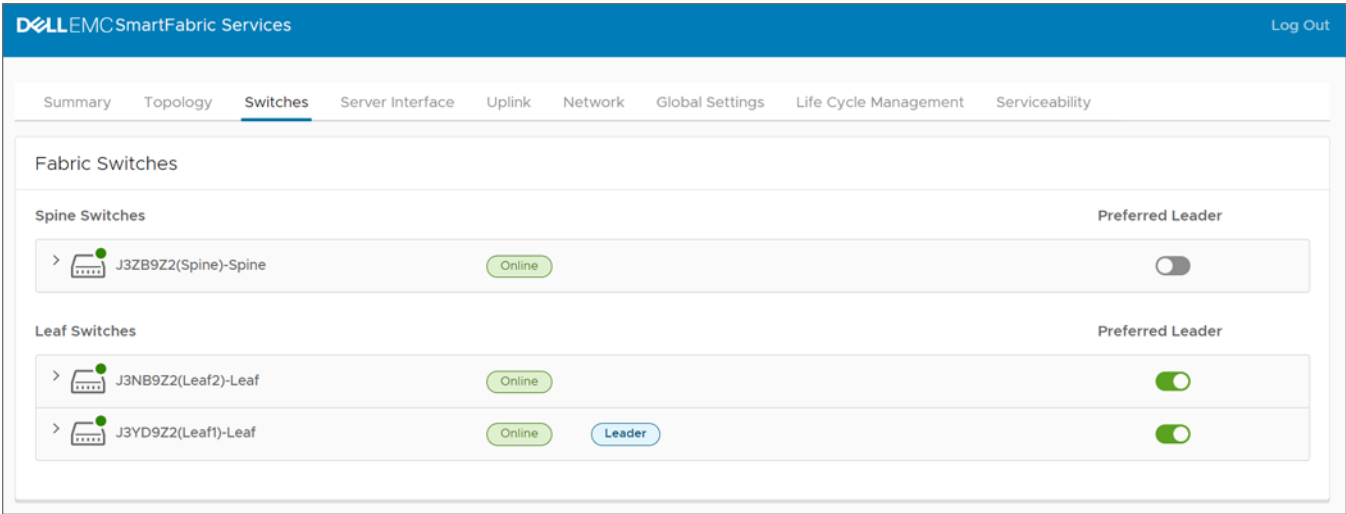 DELLEMC SmartFabric Services Log Out
Summary Topology Switches Server Interface Uplink Network Global Settings Life Cycle Management Serviceability
Fabric Switches
Spine Switches Preferred Leader
J3ZB9Z2(Spine)-Spine Online
Leaf Switches Preferred Leader
J3NB9Z2(Leaf2)-Leaf Online
J3YD9Z2(Leaf1)-Leaf Online Leader